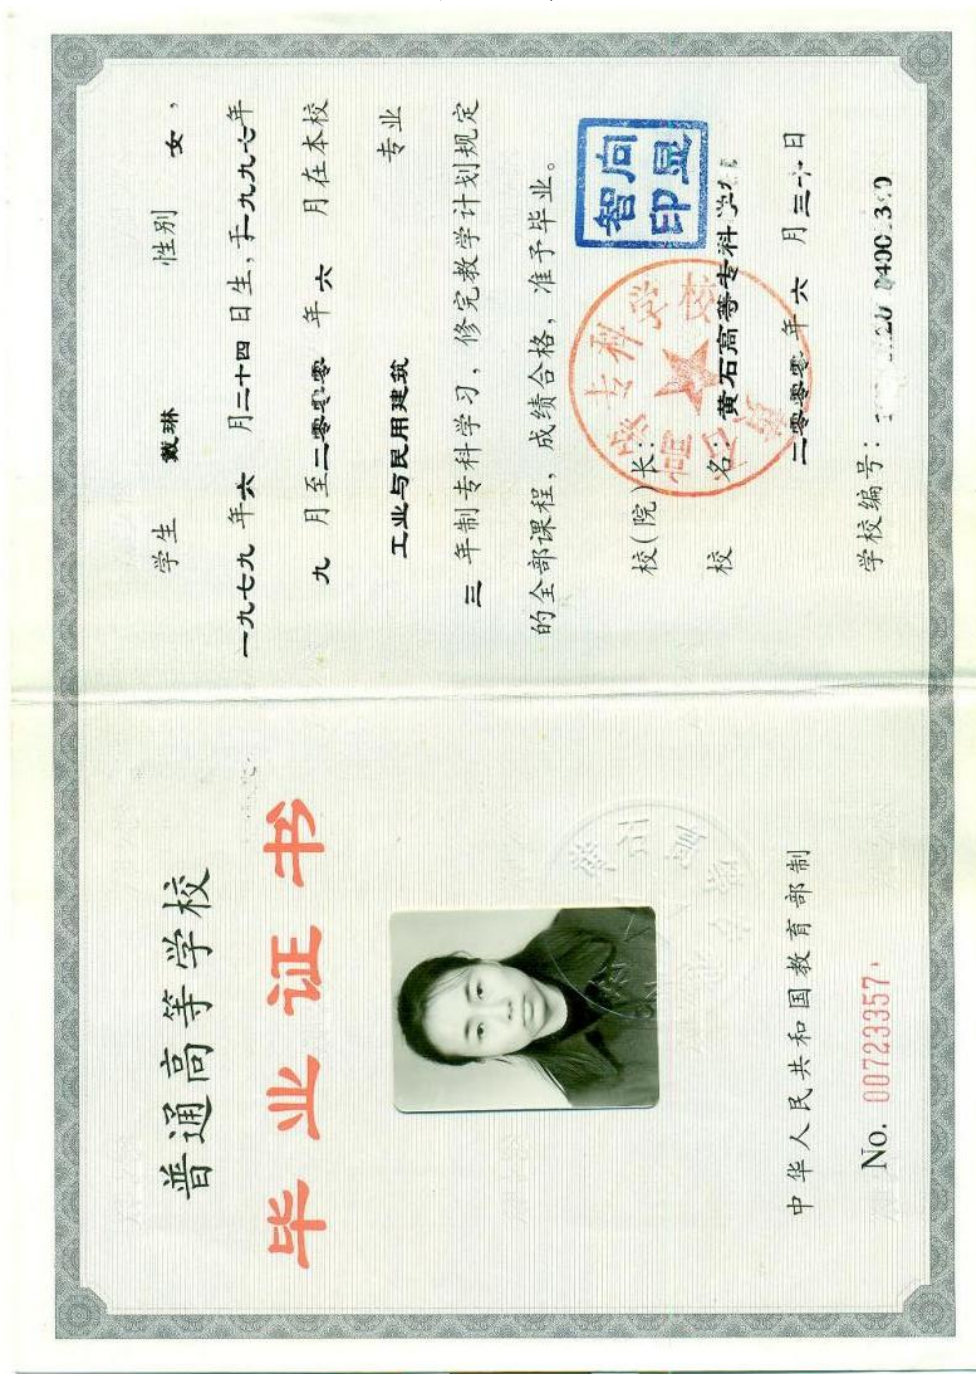 普通高等学校
毕业证书
中华人民共和国教育部制
No. 00723357
学生 戴琳 性别 女，
一九七九 年 六 月 二十四 日生，于一九九七年
九 月至 二零零零 年 六 月在本校
工业与民用建筑 专业
三 年制专科学习，修完教学计划规定
的全部课程，成绩合格，准予毕业。
校（院）长：
智向
印显
校 名： 黄石高等专科学校
二零零零 年 六 月 三十 日
学校编号：